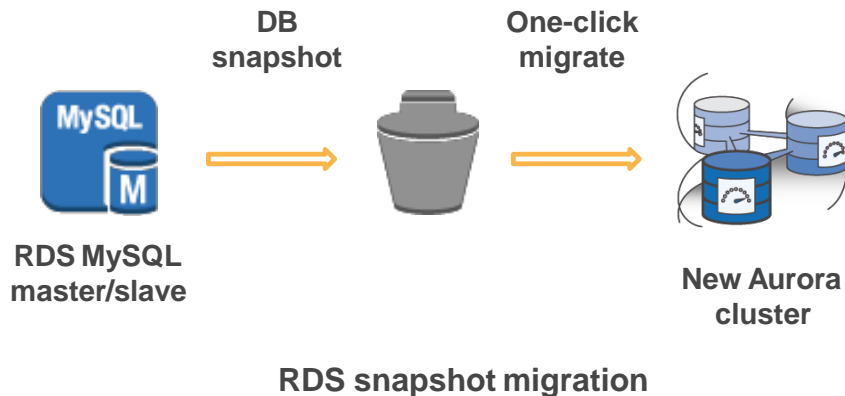 DB
snapshot
One-click
migrate
MySQL
M
RDS MySQL
master/slave
New Aurora
cluster
RDS snapshot migration